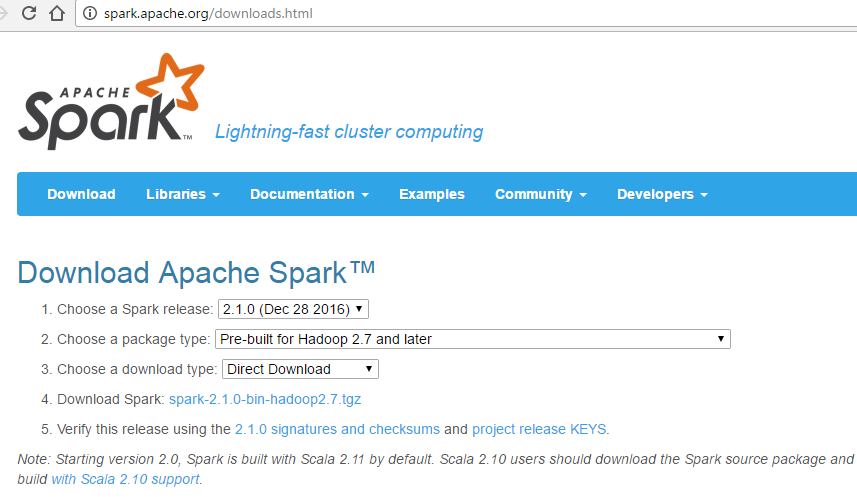 spark.apache.org/downloads.html
APACHE
Spark™
Lightning-fast cluster computing
Download Libraries Documentation Examples Community Developers
Download Apache Spark™
1. Choose a Spark release: 2.1.0 (Dec 28 2016)
2. Choose a package type: Pre-built for Hadoop 2.7 and later
3. Choose a download type: Direct Download
4. Download Spark: spark-2.1.0-bin-hadoop2.7.tgz
5. Verify this release using the 2.1.0 signatures and checksums and project release KEYS.
Note: Starting version 2.0, Spark is built with Scala 2.11 by default. Scala 2.10 users should download the Spark source package and
build with Scala 2.10 support.